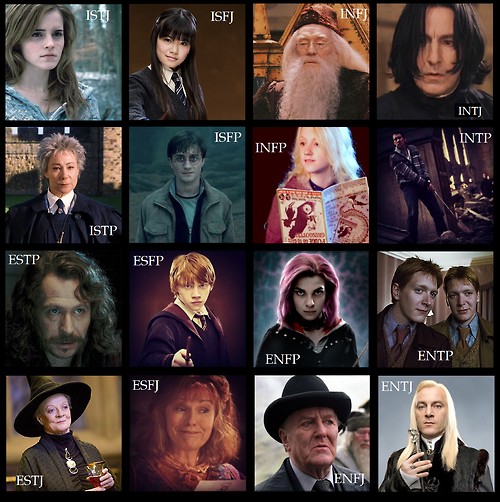 ISTJ
ISFJ
INFJ
INTJ
ISTP
ISFP
INFP
INTP
ESTP
ESFP
ENFP
ENTP
ESTJ
ESFJ
ENFJ
ENTJ